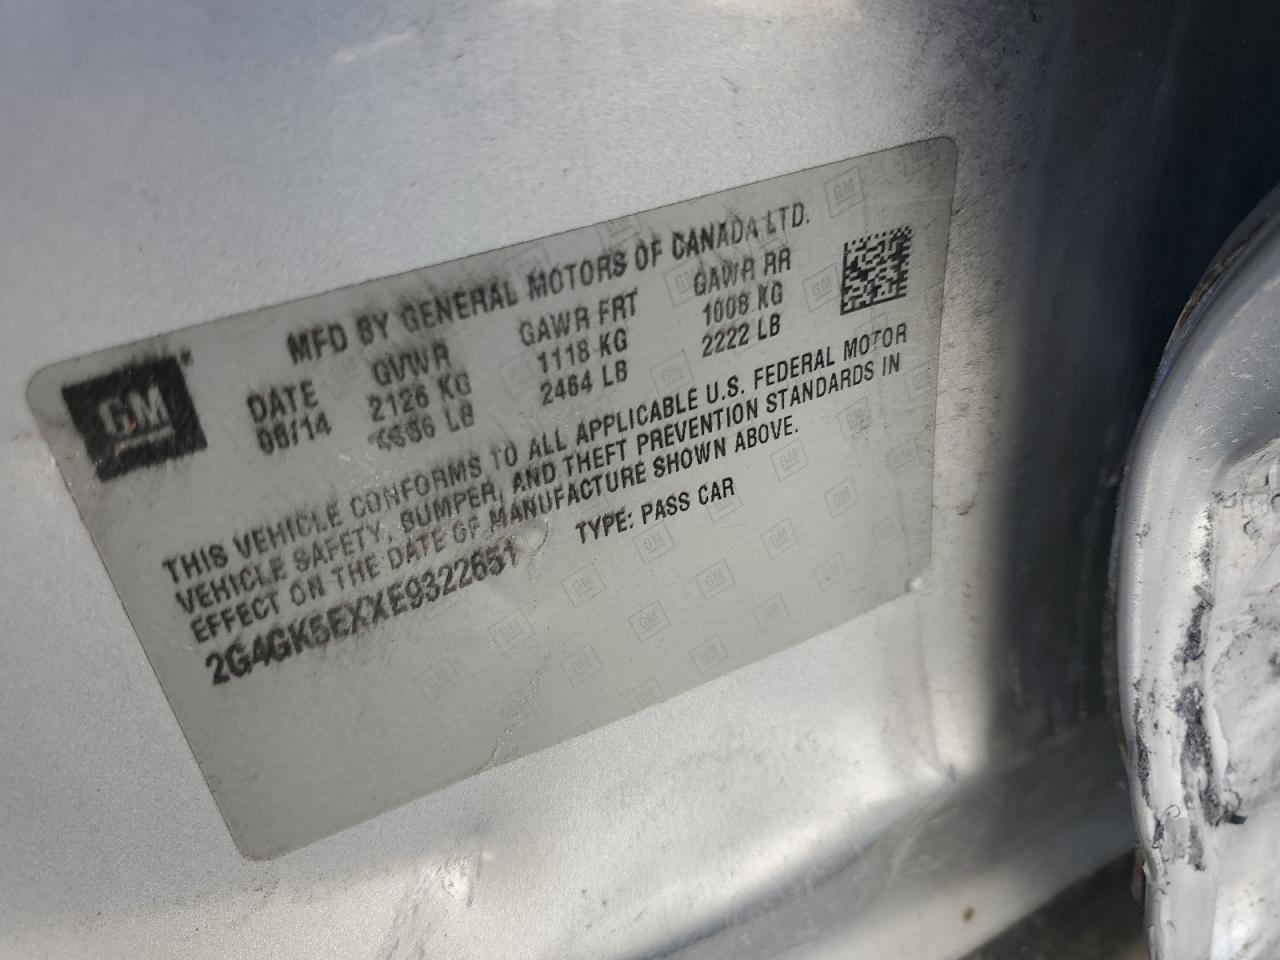 GM
MFD BY GENERAL MOTORS OF CANADA LTD.
DATE GVWR GAWR FRT GAWR RR
08/14 2126 KG 1118 KG 1008 KG
LB 2464 LB 2222 LB
THIS VEHICLE CONFORMS TO ALL APPLICABLE U.S. FEDERAL MOTOR
VEHICLE SAFETY, BUMPER, AND THEFT PREVENTION STANDARDS IN
EFFECT ON THE DATE OF MANUFACTURE SHOWN ABOVE.
2G4GK5EXXE9322651 TYPE: PASS CAR